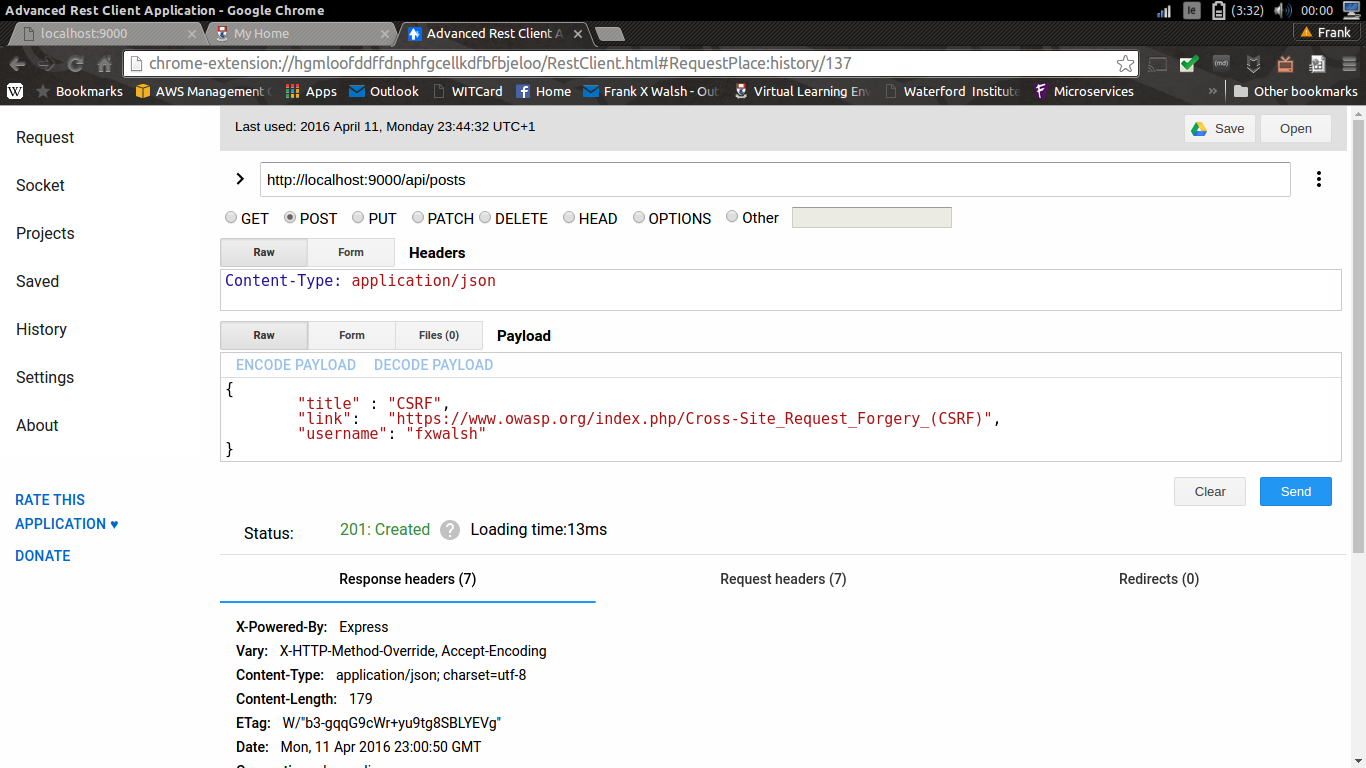 Advanced Rest Client Application - Google Chrome
(3:32) 00:00
localhost:9000 My Home Advanced Rest Client A Frank
chrome-extension://hgmloofddffdnphfgcellkdfbfbjeloo/RestClient.html#RequestPlace:history/137
Bookmarks AWS Management Apps Outlook WITCard Home Frank X Walsh - Out Virtual Learning En Waterford Institute Microservices » Other bookmarks
Request
Socket
Projects
Saved
History
Settings
About
RATE THIS
APPLICATION ♥
DONATE
Last used: 2016 April 11, Monday 23:44:32 UTC+1 Save Open
http://localhost:9000/api/posts
GET POST PUT PATCH DELETE HEAD OPTIONS Other
Raw Form Headers
Content-Type: application/json
Raw Form Files (0) Payload
ENCODE PAYLOAD DECODE PAYLOAD
{
"title" : "CSRF",
"link": "https://www.owasp.org/index.php/Cross-Site_Request_Forgery_(CSRF)",
"username": "fxwalsh"
}
Clear Send
Status: 201: Created ? Loading time:13ms
Response headers (7) Request headers (7) Redirects (0)
X-Powered-By: Express
Vary: X-HTTP-Method-Override, Accept-Encoding
Content-Type: application/json; charset=utf-8
Content-Length: 179
ETag: W/"b3-gqqG9cWr+yu9tg8SBLYEVg"
Date: Mon, 11 Apr 2016 23:00:50 GMT